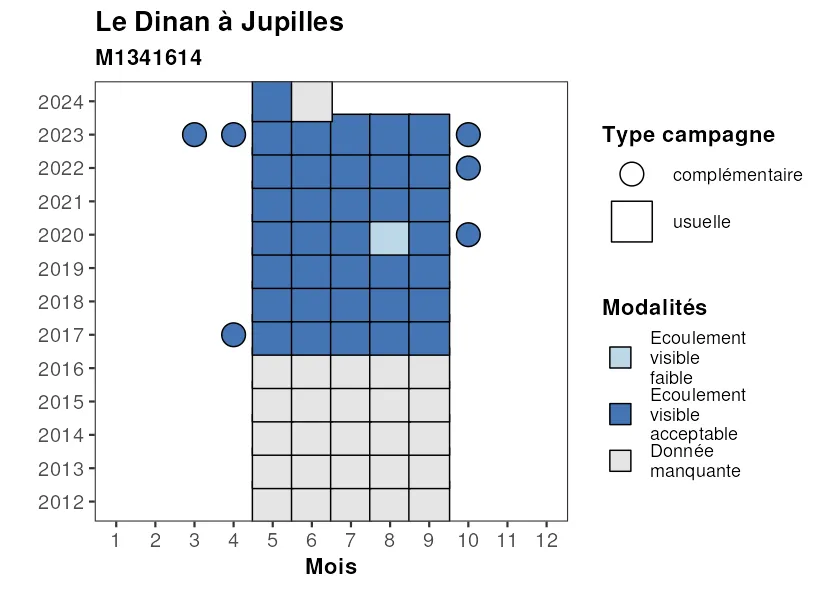 Le Dinan à Jupilles
M1341614
2024
2023
2022
2021
2020
2019
2018
2017
2016
2015
2014
2013
2012
1 2 3 4 5 6 7 8 9 10 11 12
Mois
Type campagne
complémentaire
usuelle
Modalités
Ecoulement
visible
faible
Ecoulement
visible
acceptable
Donnée
manquante